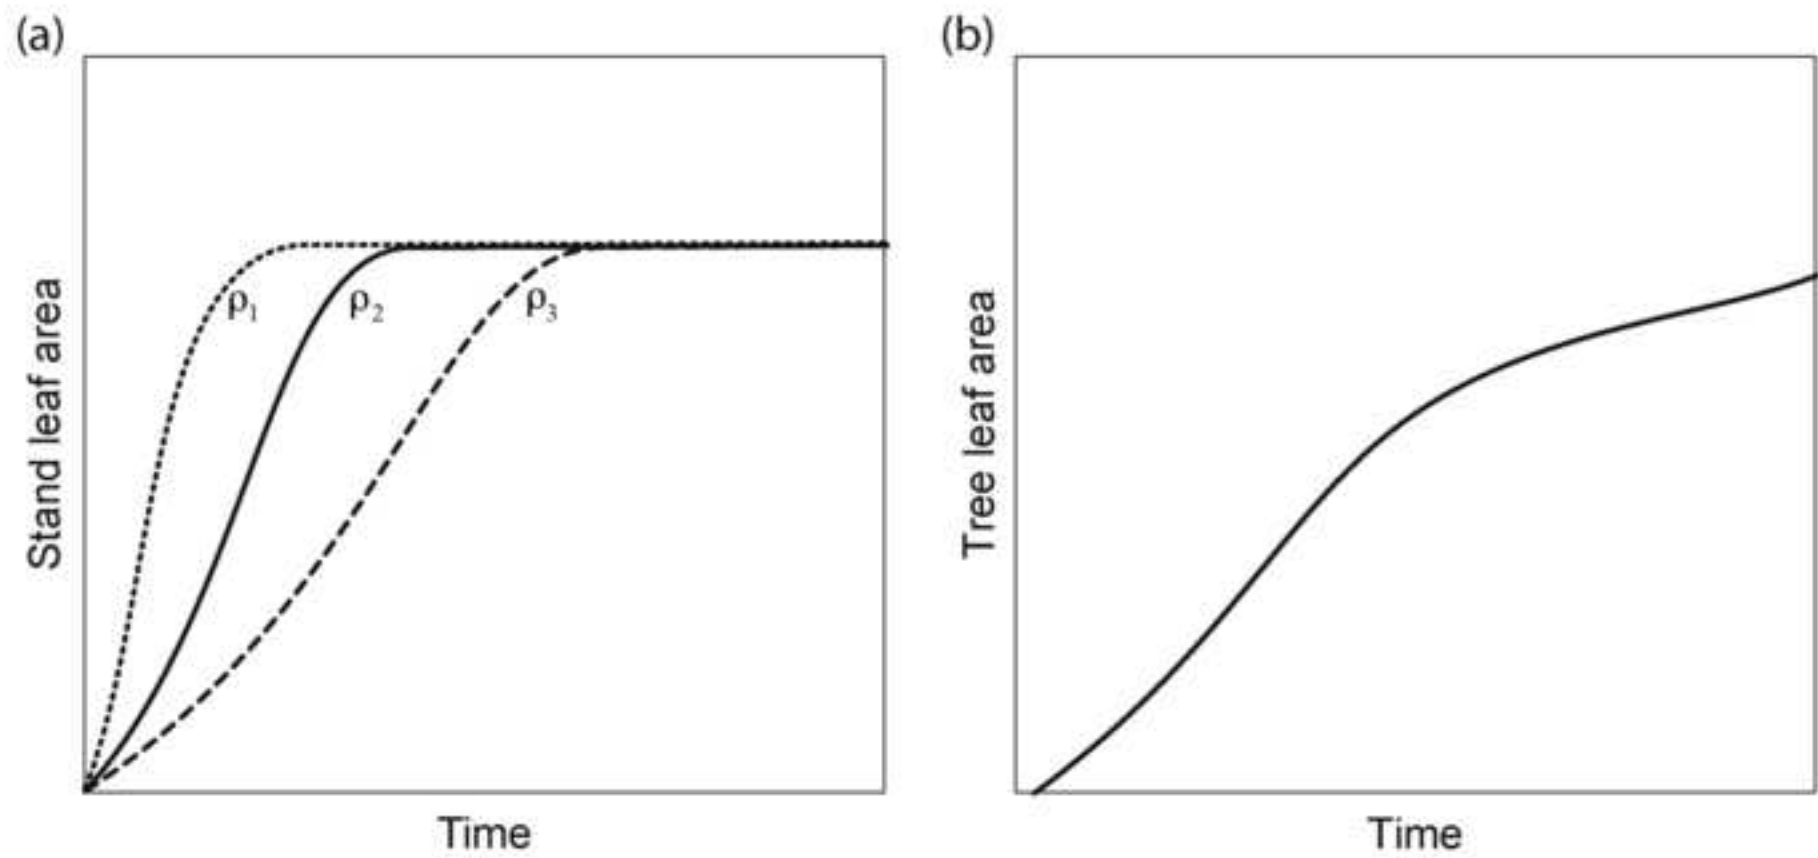 (a)
Stand leaf area
ρ₁
ρ₂
ρ₃
Time
(b)
Tree leaf area
Time